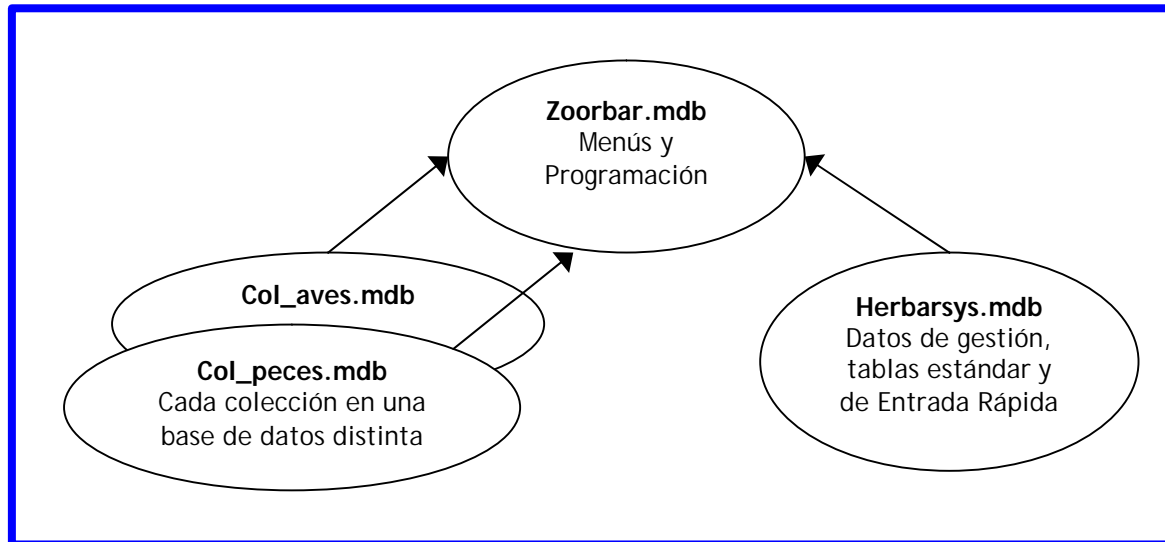 Zoorbar.mdb
Menús y
Programación
Col_aves.mdb
Col_peces.mdb
Cada colección en una
base de datos distinta
Herbarsys.mdb
Datos de gestión,
tablas estándar y
de Entrada Rápida